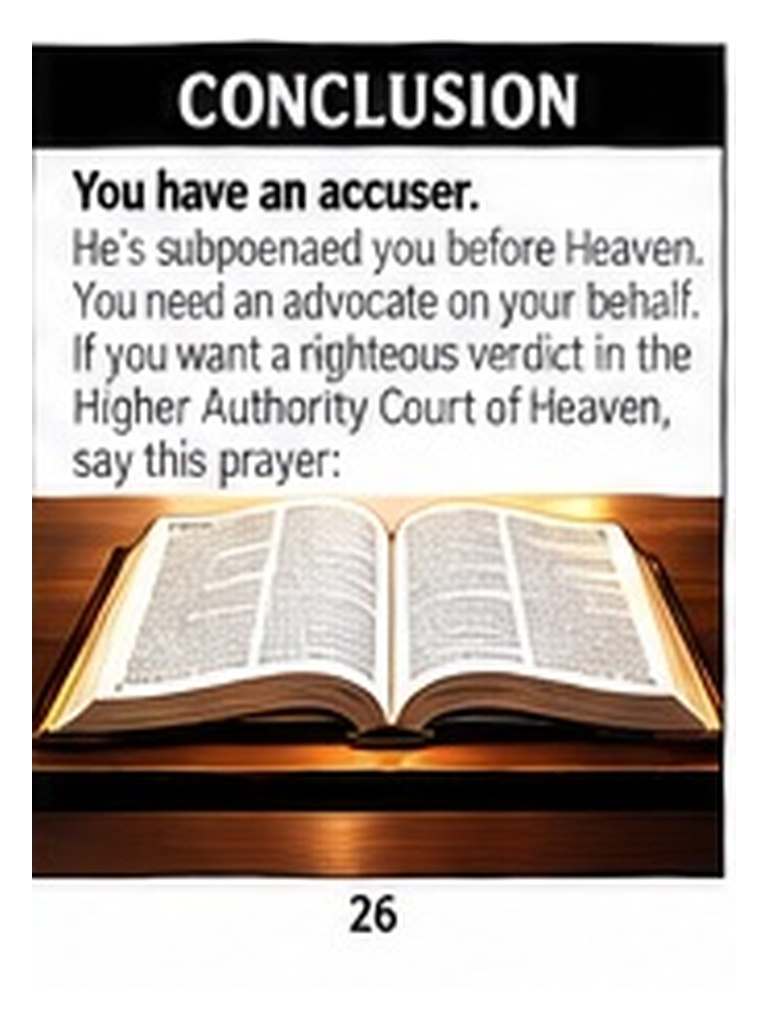 CONCLUSION
You have an accuser.
He's subpoenaed you before Heaven.
You need an advocate on your behalf.
If you want a righteous verdict in the
Higher Authority Court of Heaven,
say this prayer:
26